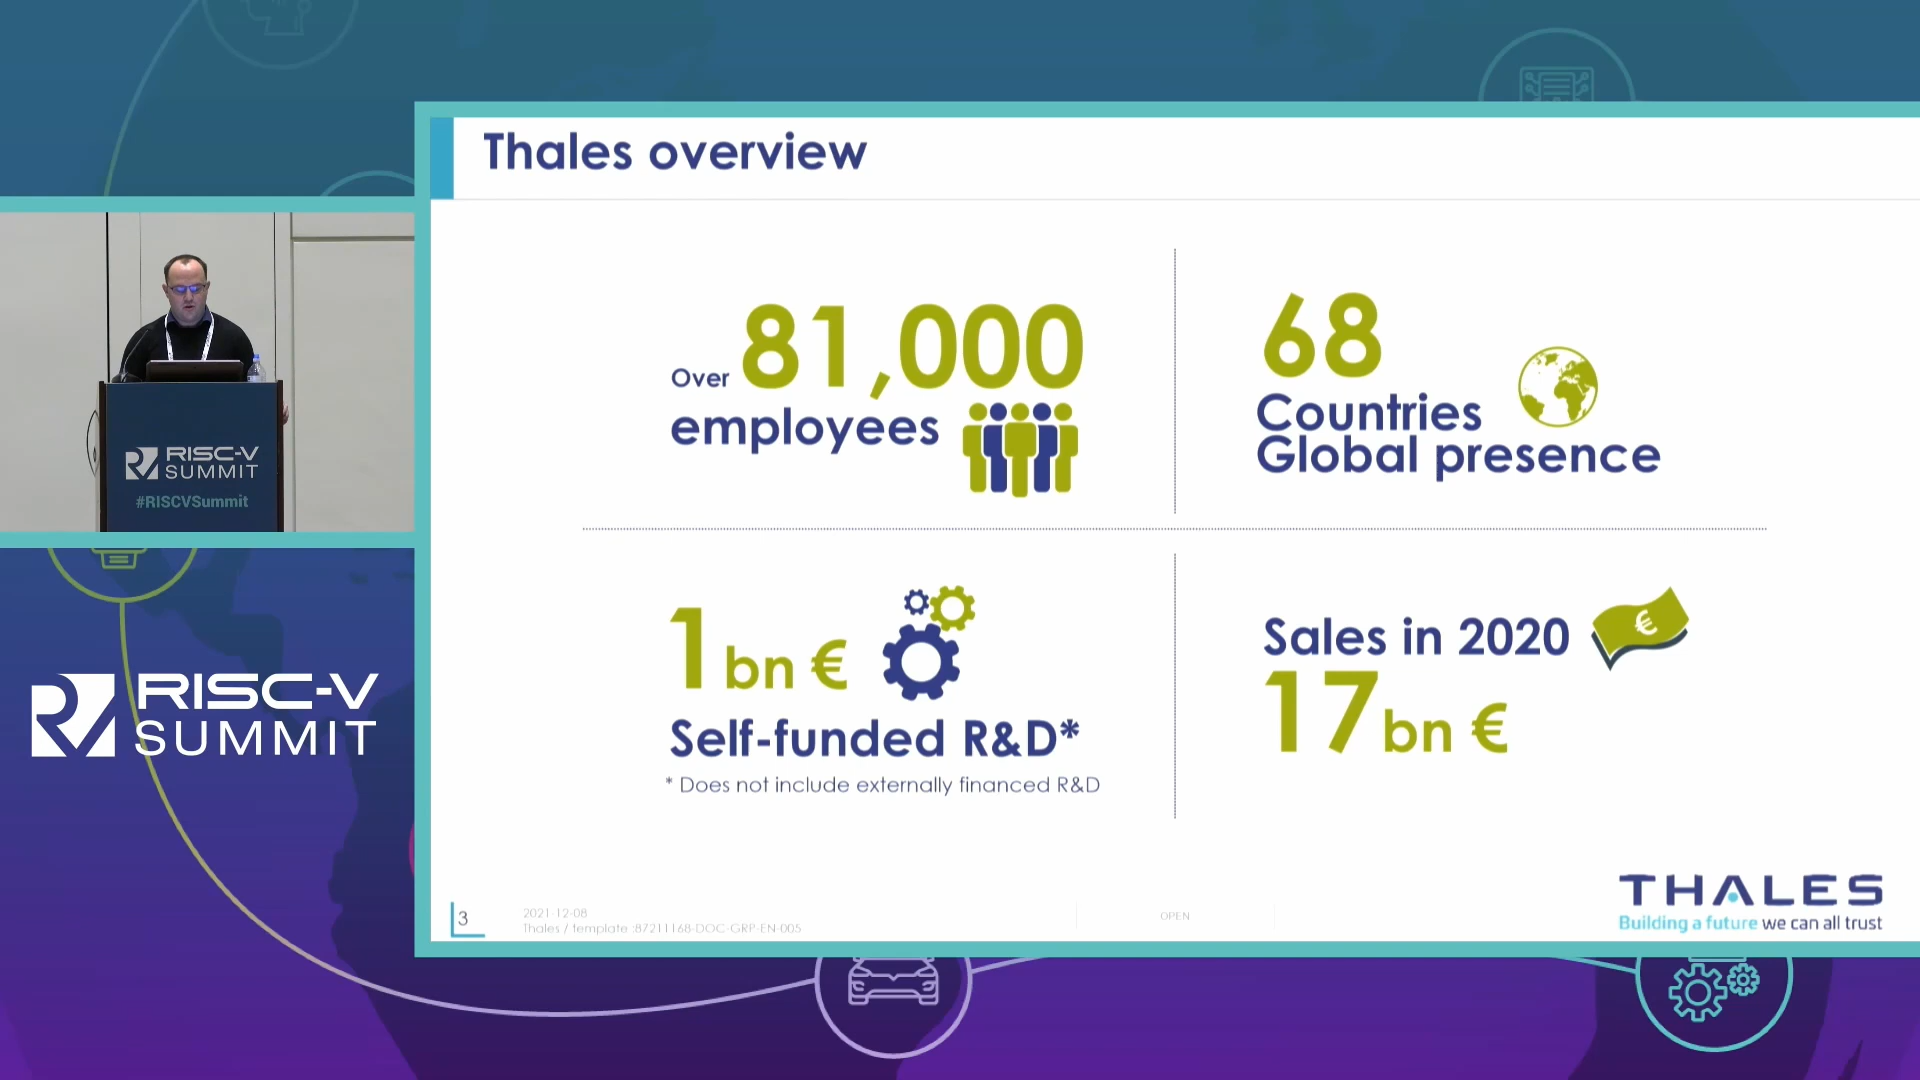 Thales overview
Over 81,000
employees
68
Countries
Global presence
1 bn €
Self-funded R&D*
* Does not include externally financed R&D
Sales in 2020
€
17 bn €
RISC-V
SUMMIT
#RISCVSummit
RISC-V
SUMMIT
3
2021-12-08
Thales / template :87211168-DOC-GRP-EN-005
OPEN
THALES
Building a future we can all trust